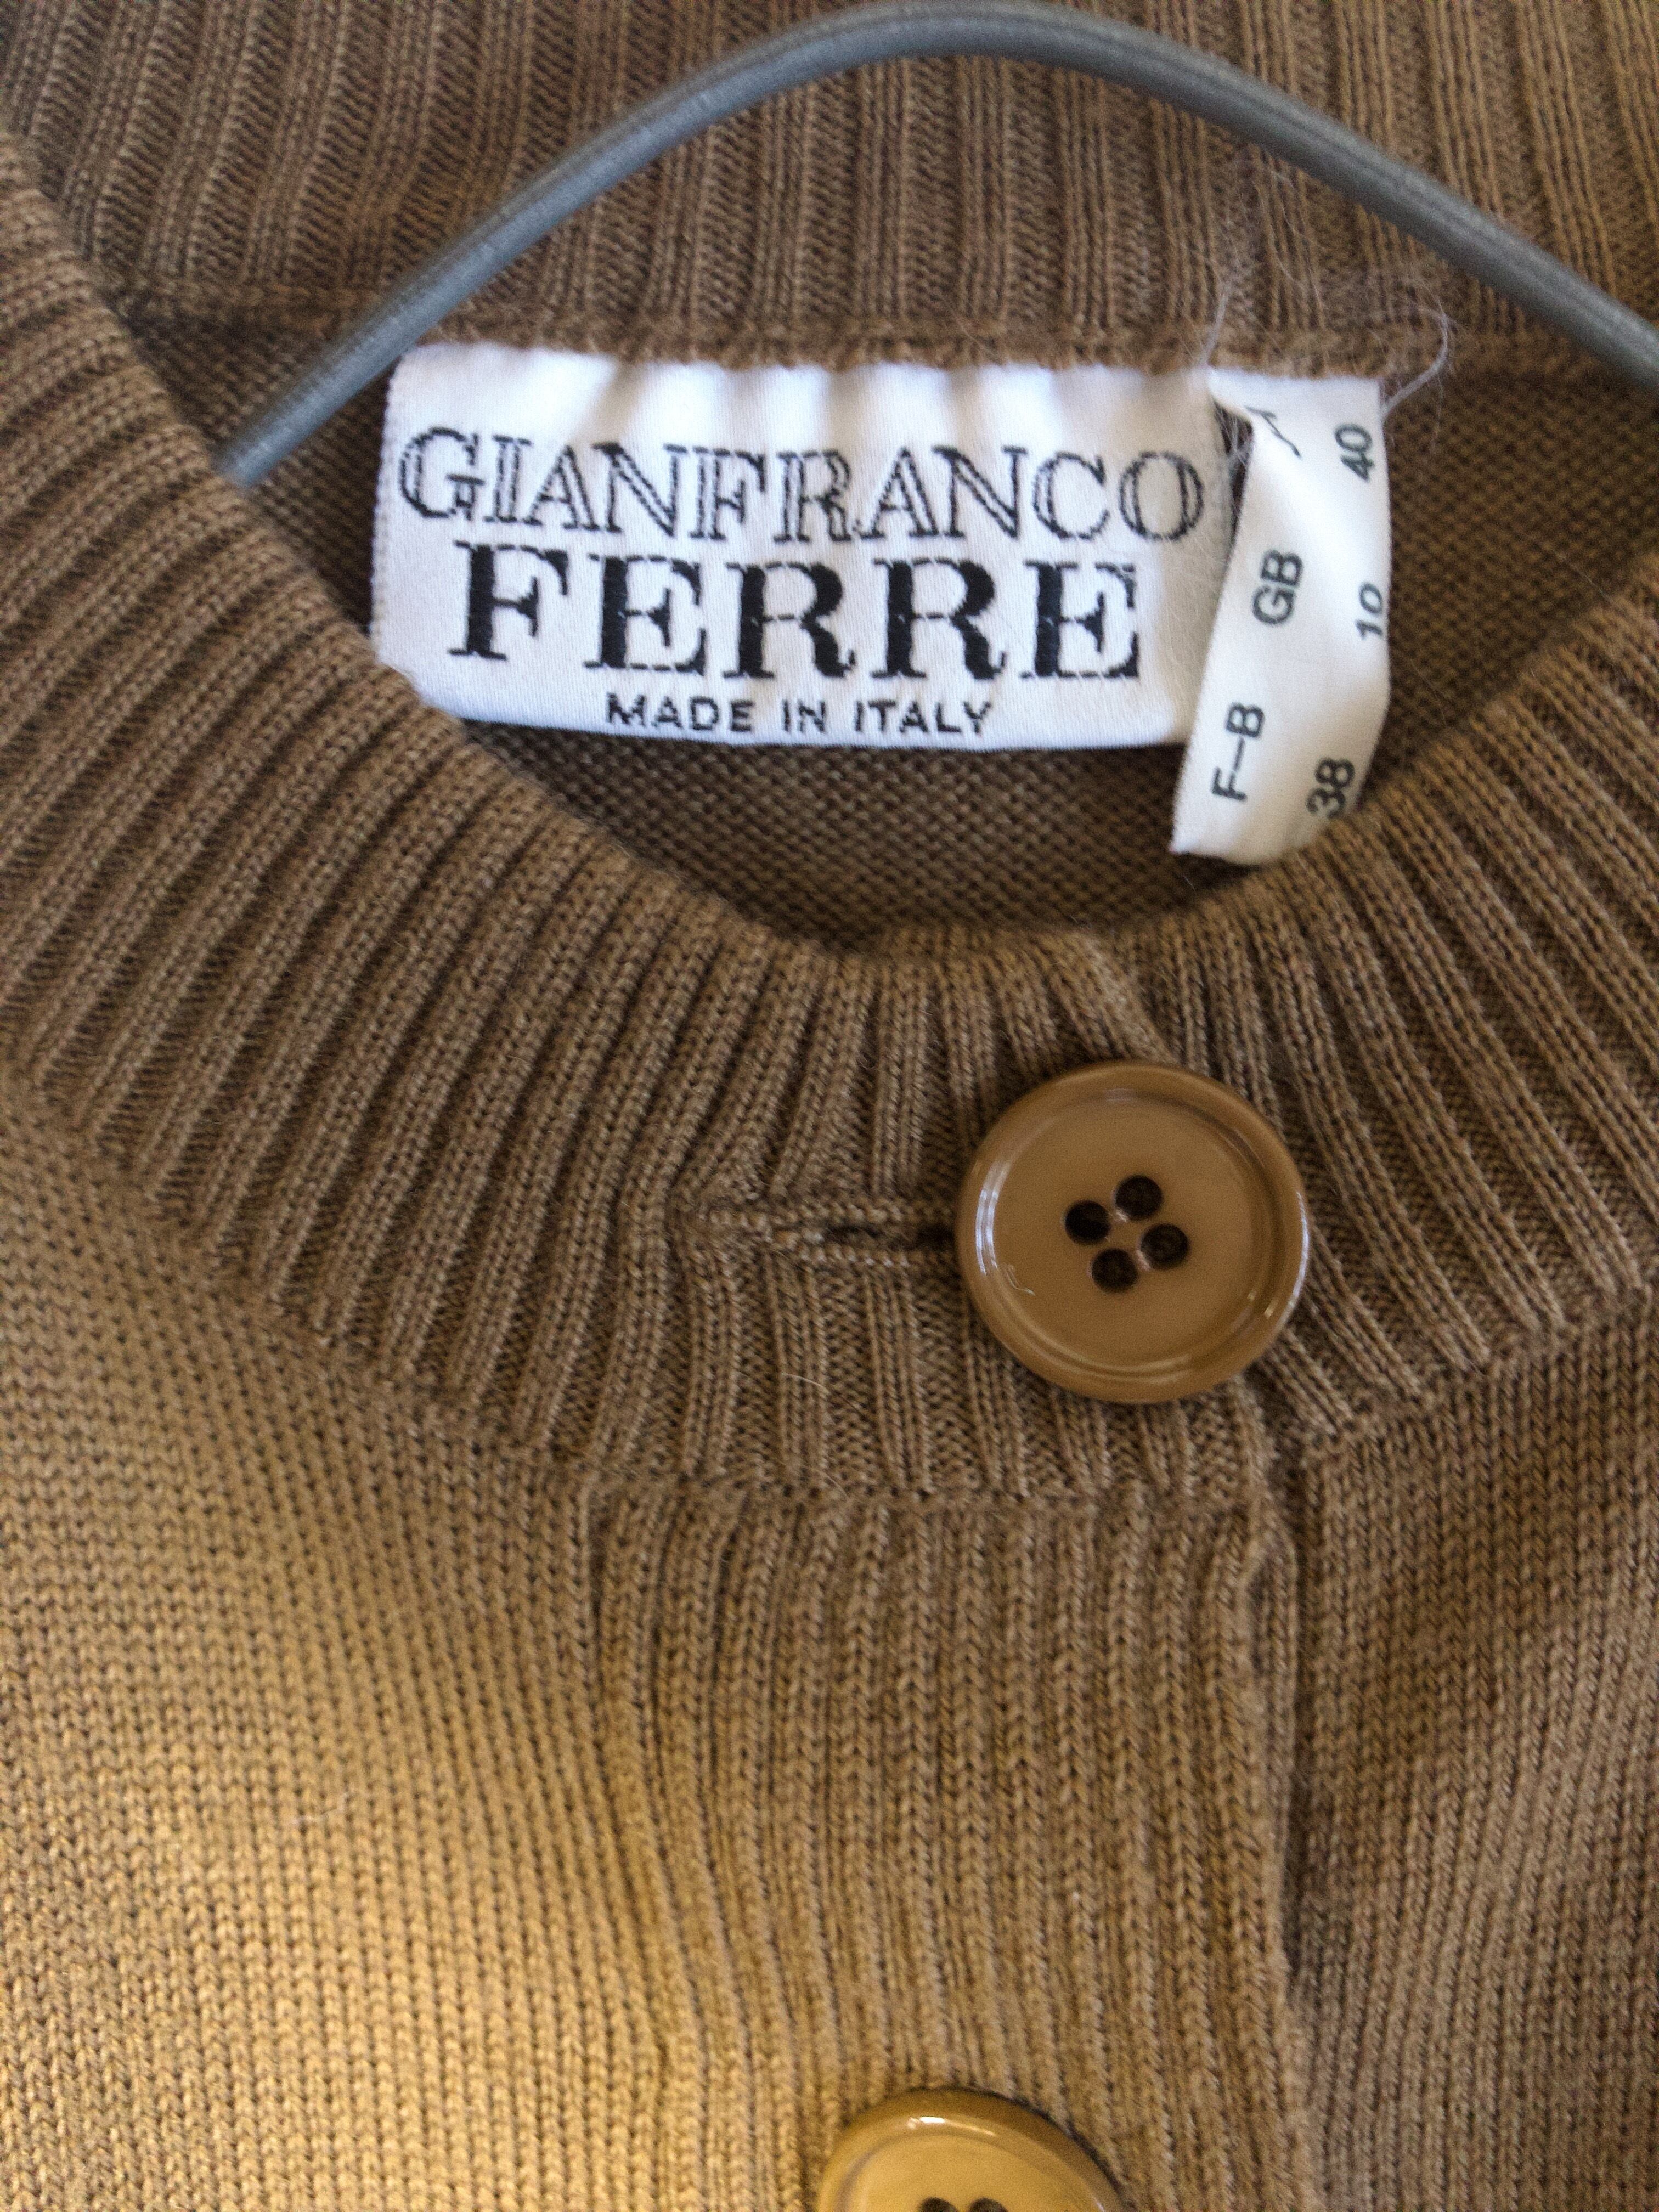 GIANFRANCO
FERRE
MADE IN ITALY
F-B GB
38 10 40